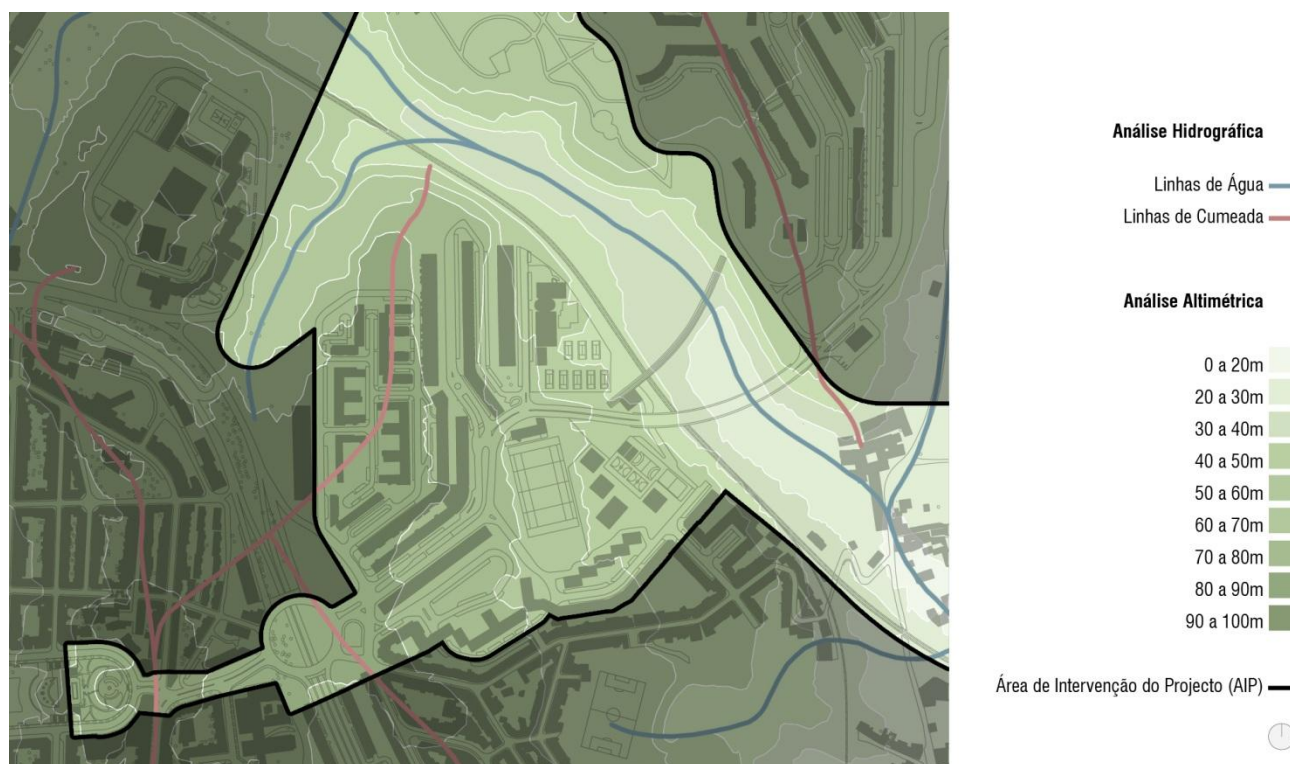 Análise Hidrográfica
Linhas de Água
Linhas de Cumeada
Análise Altimétrica
0 a 20m
20 a 30m
30 a 40m
40 a 50m
50 a 60m
60 a 70m
70 a 80m
80 a 90m
90 a 100m
Área de Intervenção do Projecto (AIP)